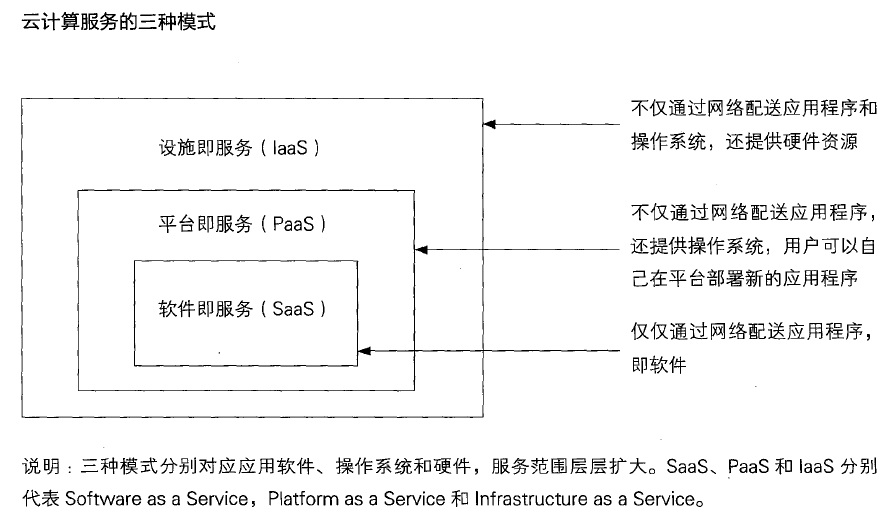 云计算服务的三种模式
设施即服务（IaaS）
不仅通过网络配送应用程序和
操作系统，还提供硬件资源
平台即服务（PaaS）
不仅通过网络配送应用程序，
还提供操作系统，用户可以自
己在平台部署新的应用程序
软件即服务（SaaS）
仅仅通过网络配送应用程序，
即软件
说明：三种模式分别对应应用软件、操作系统和硬件，服务范围层层扩大。SaaS、PaaS 和 IaaS 分别
代表 Software as a Service，Platform as a Service 和 Infrastructure as a Service。